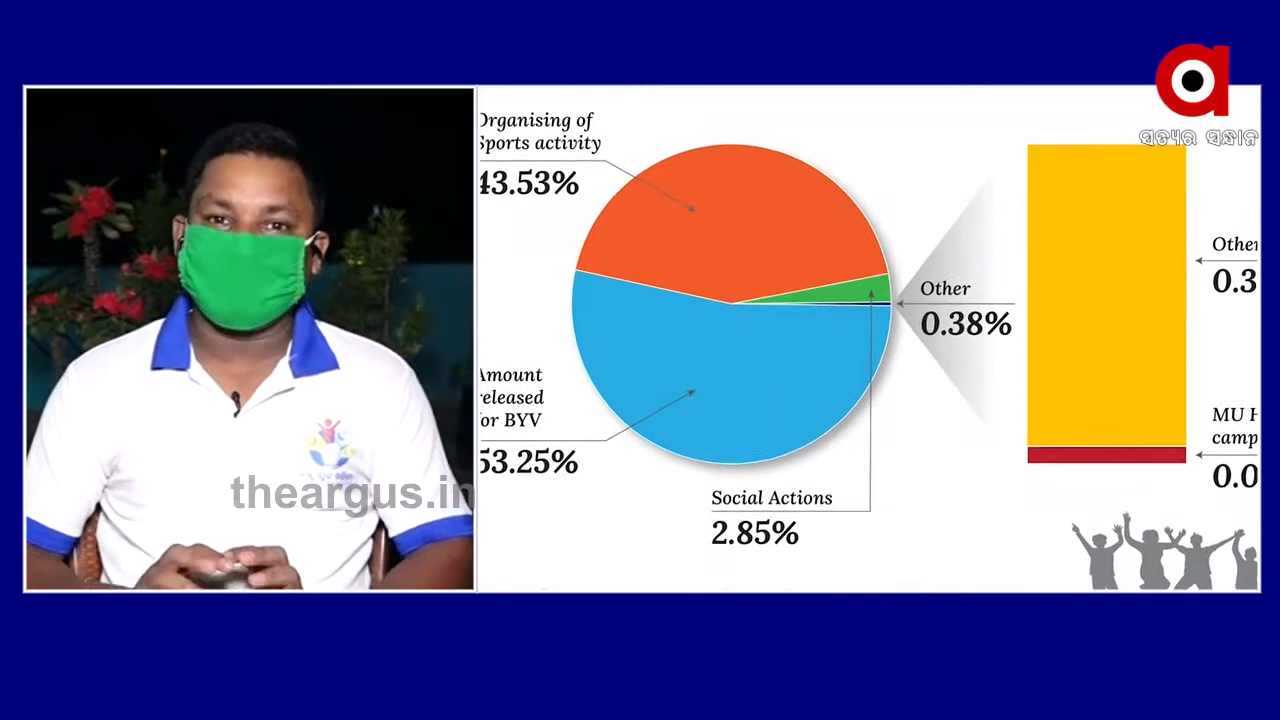 ସତ୍ୟର ସନ୍ଧାନ
Organising of
Sports activity
43.53%
Other
0.38%
Other
0.3
Amount
released
for BYV
53.25%
MU
camp
0.0
Social Actions
2.85%
theargus.in